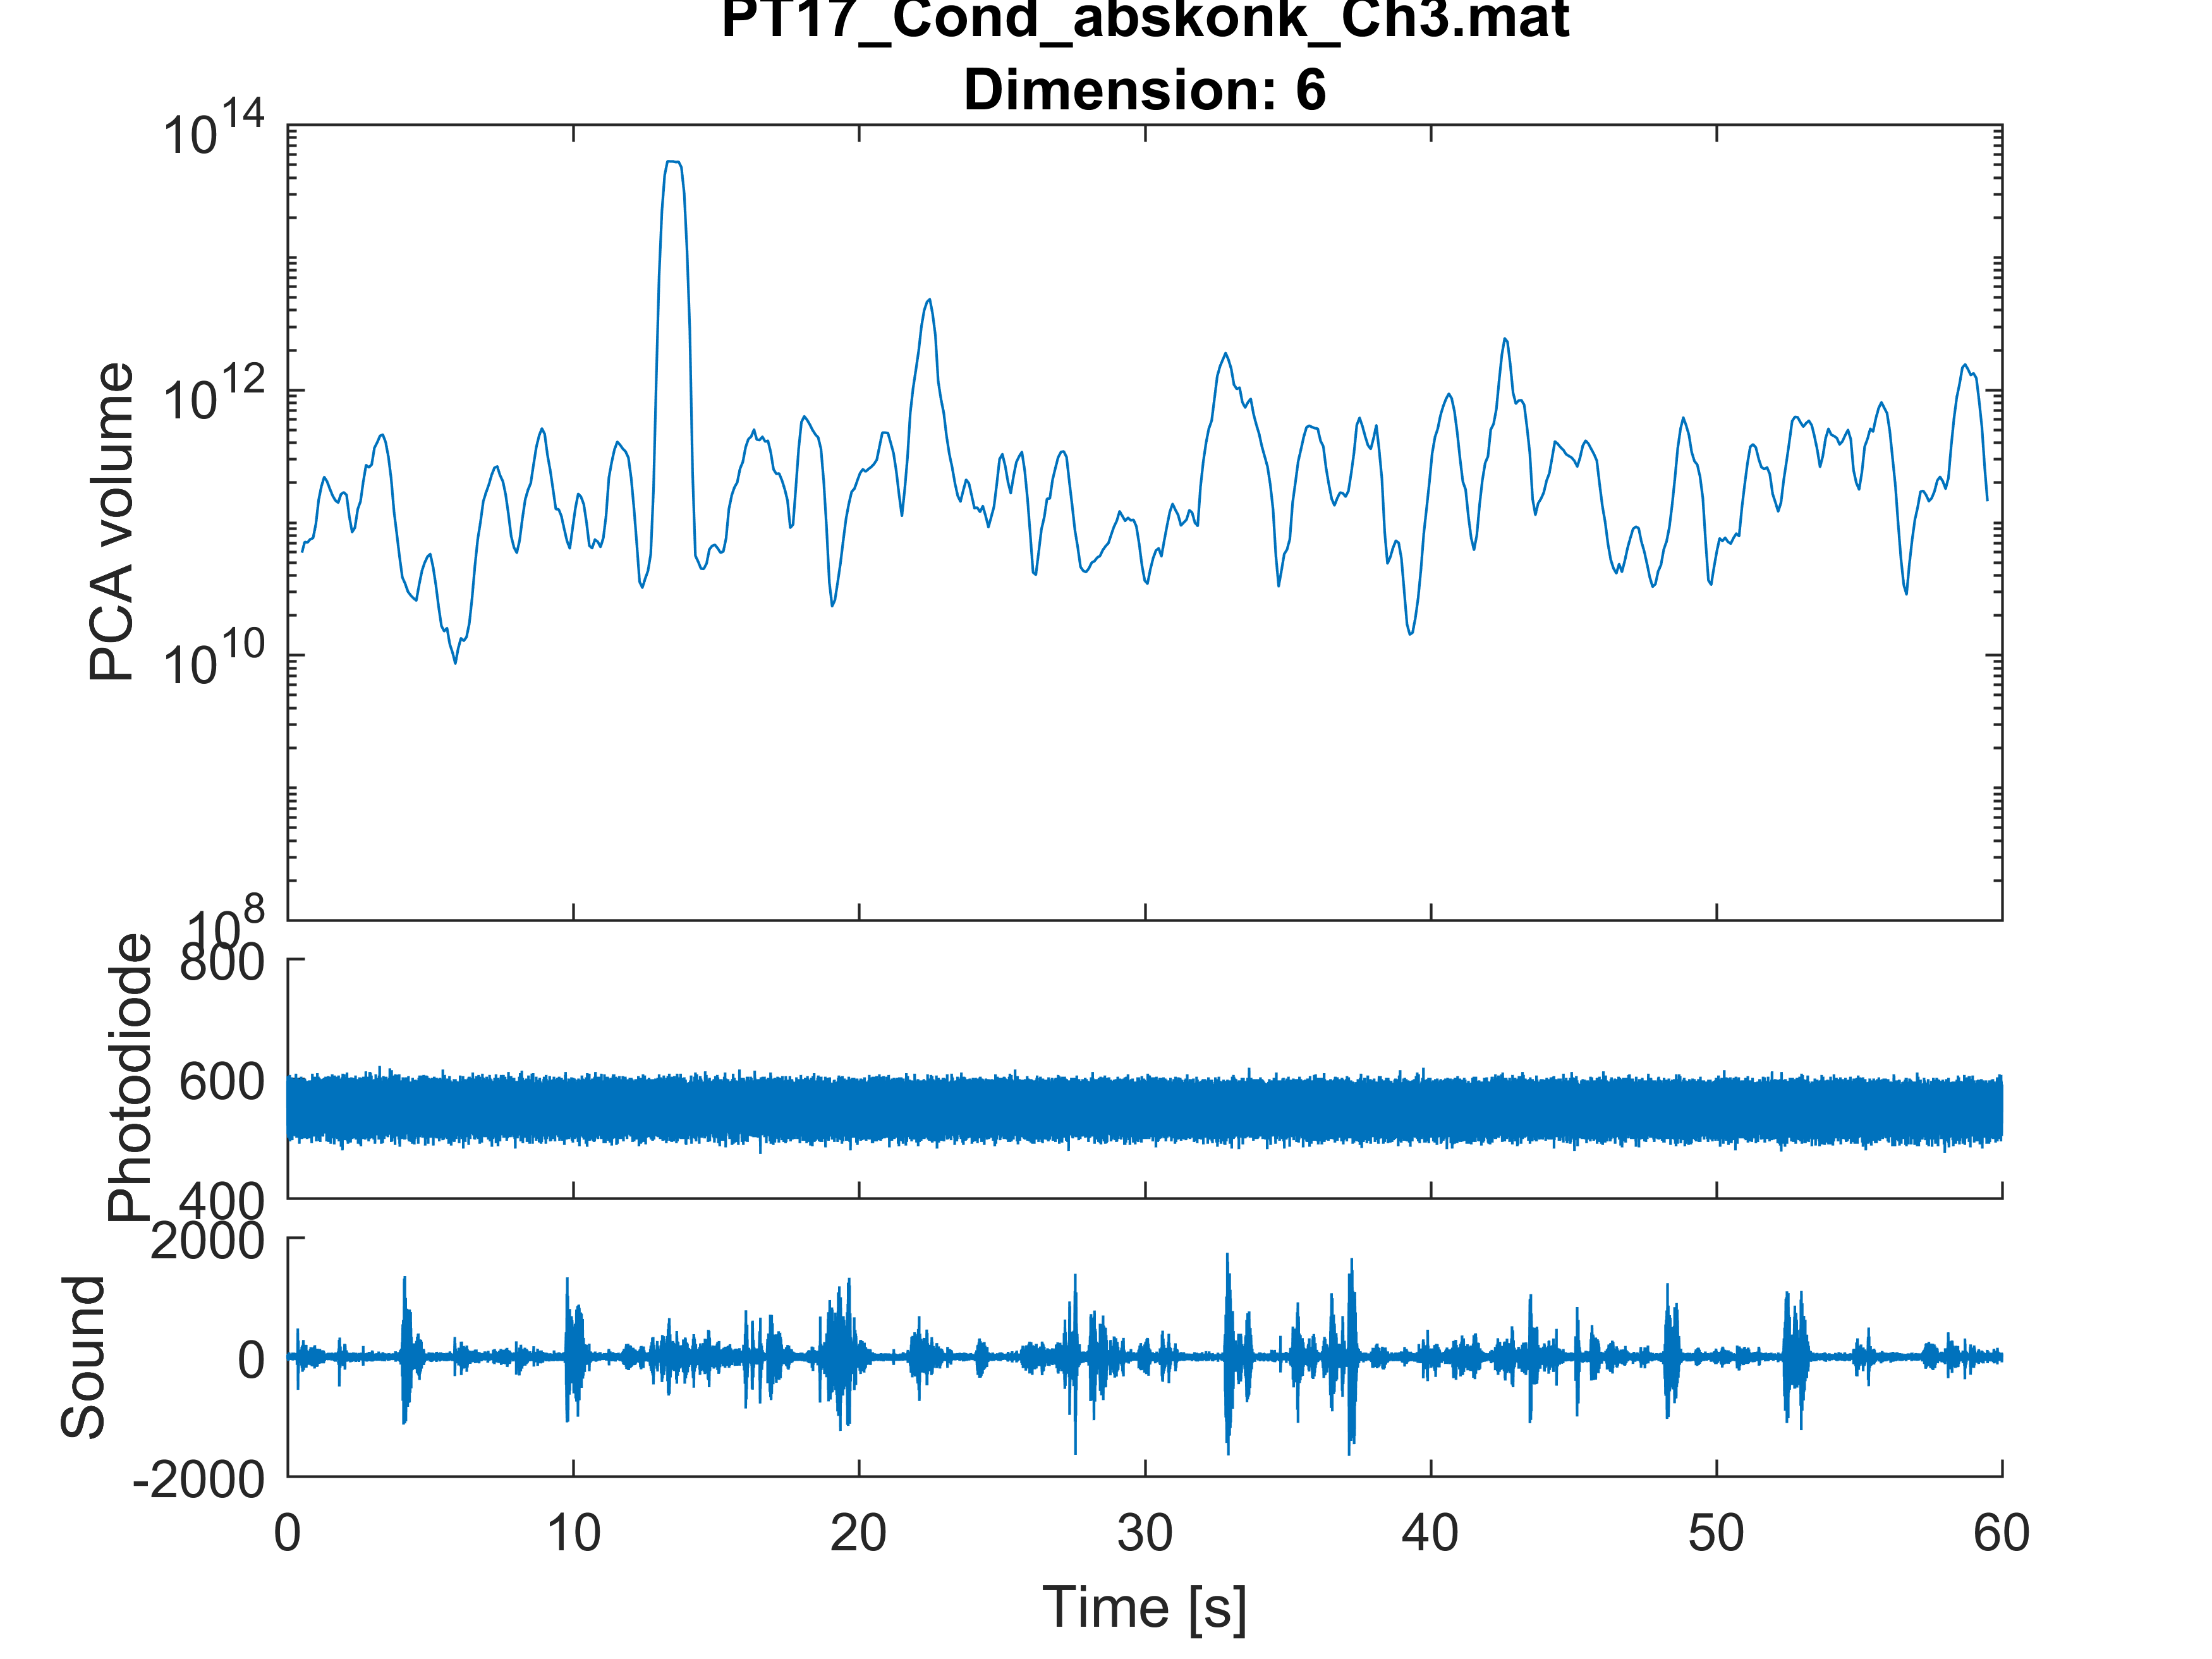 PT17_Cond_abskonk_Ch3.mat
Dimension: 6
PCA volume
10^14
10^12
10^10
10^8
Photodiode
800
600
400
Sound
2000
0
-2000
0 10 20 30 40 50 60
Time [s]